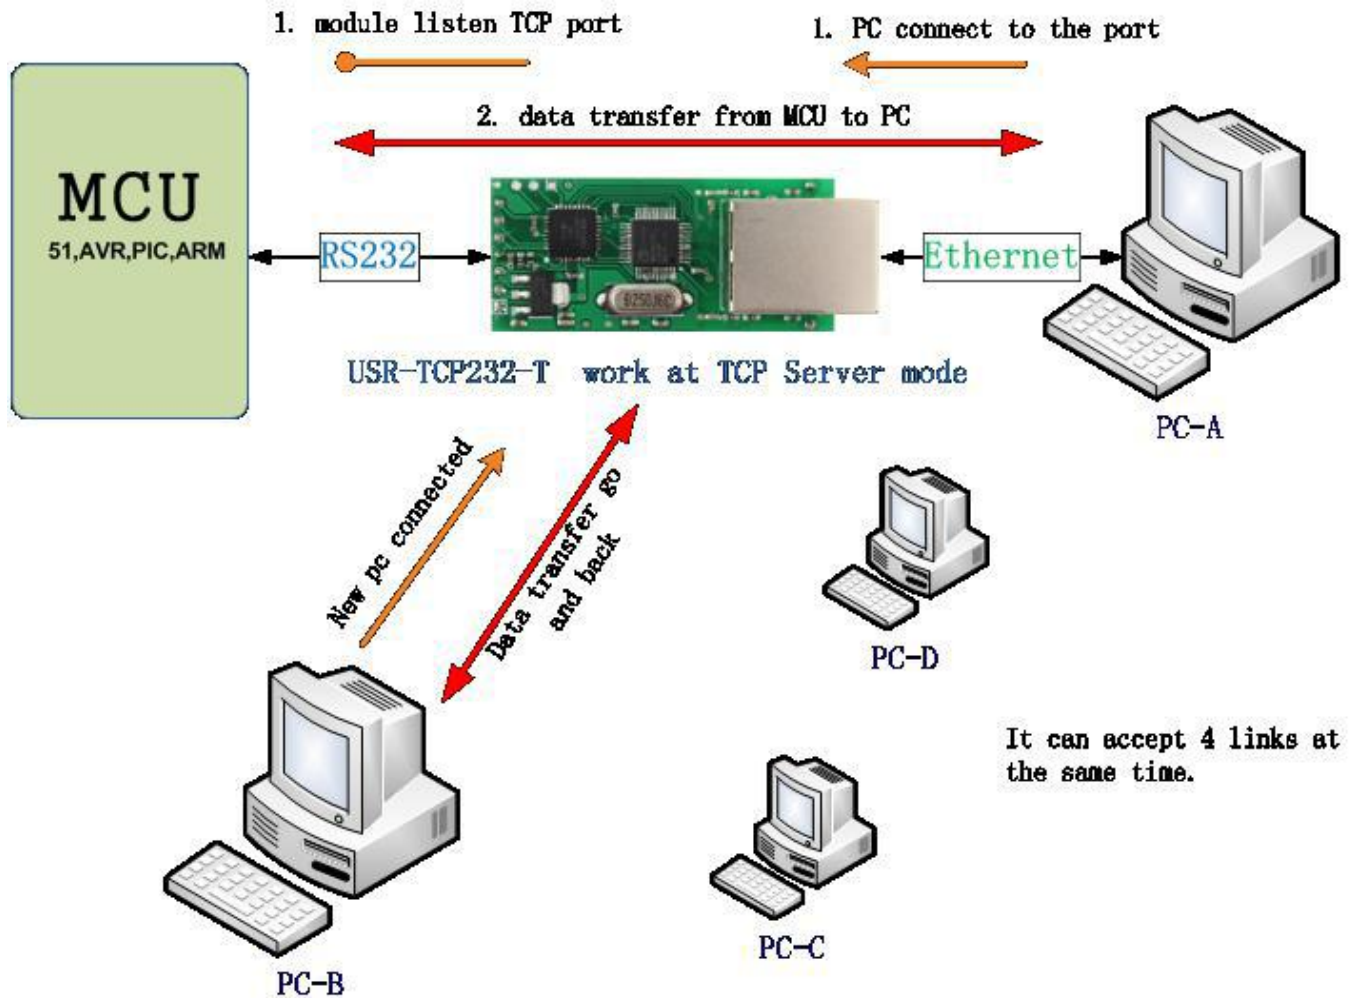 1. module listen TCP port
1. PC connect to the port
2. data transfer from MCU to PC
MCU
51,AVR,PIC,ARM
RS232
Ethernet
USR-TCP232-T work at TCP Server mode
PC-A
New pc connected
Data transfer go
and back
PC-D
It can accept 4 links at
the same time.
PC-C
PC-B